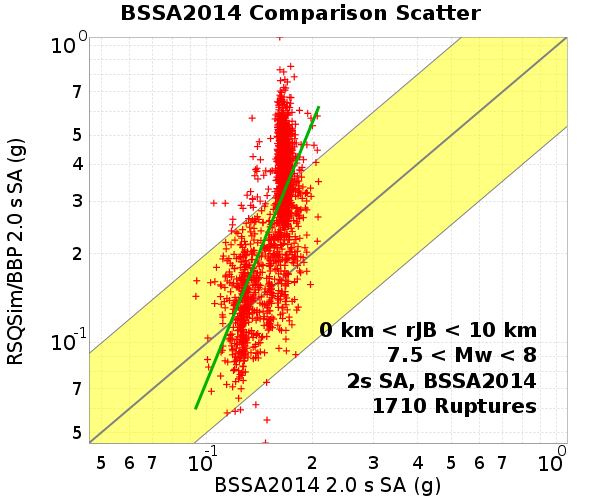 BSSA2014 Comparison Scatter
RSQSim/BBP 2.0 s SA (g)
10^0
7
5
4
3
2
10^-1
7
5
0 km < rJB < 10 km
7.5 < Mw < 8
2s SA, BSSA2014
1710 Ruptures
5 6 7 10^-1 2 3 4 5 6 7 10^0
BSSA2014 2.0 s SA (g)